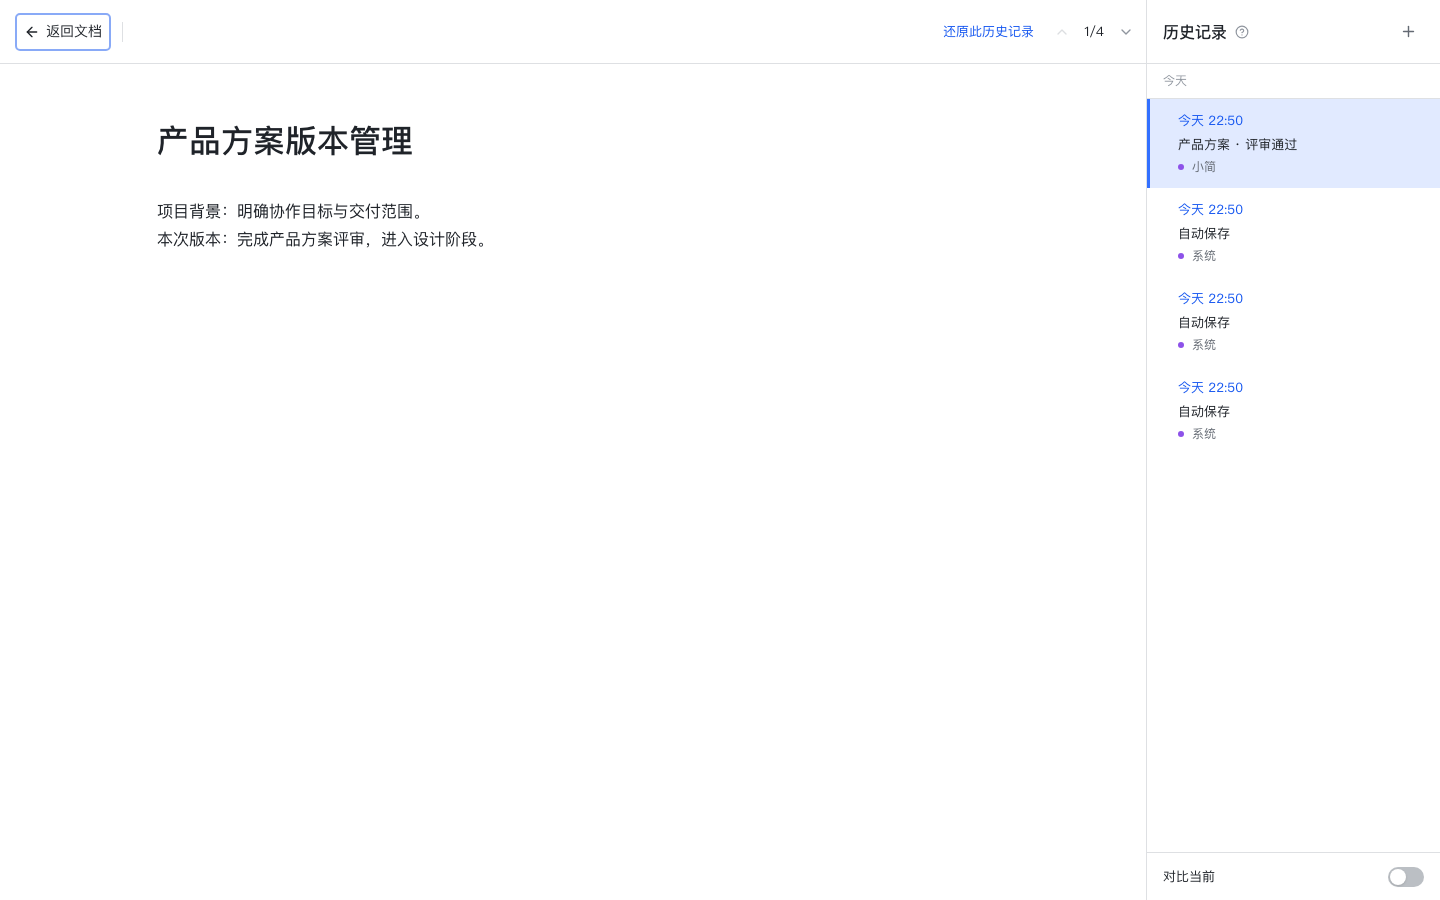 返回文档
还原此历史记录
1/4
产品方案版本管理
项目背景：明确协作目标与交付范围。
本次版本：完成产品方案评审，进入设计阶段。
历史记录
今天
今天 22:50
产品方案 · 评审通过
小简
今天 22:50
自动保存
系统
今天 22:50
自动保存
系统
今天 22:50
自动保存
系统
对比当前